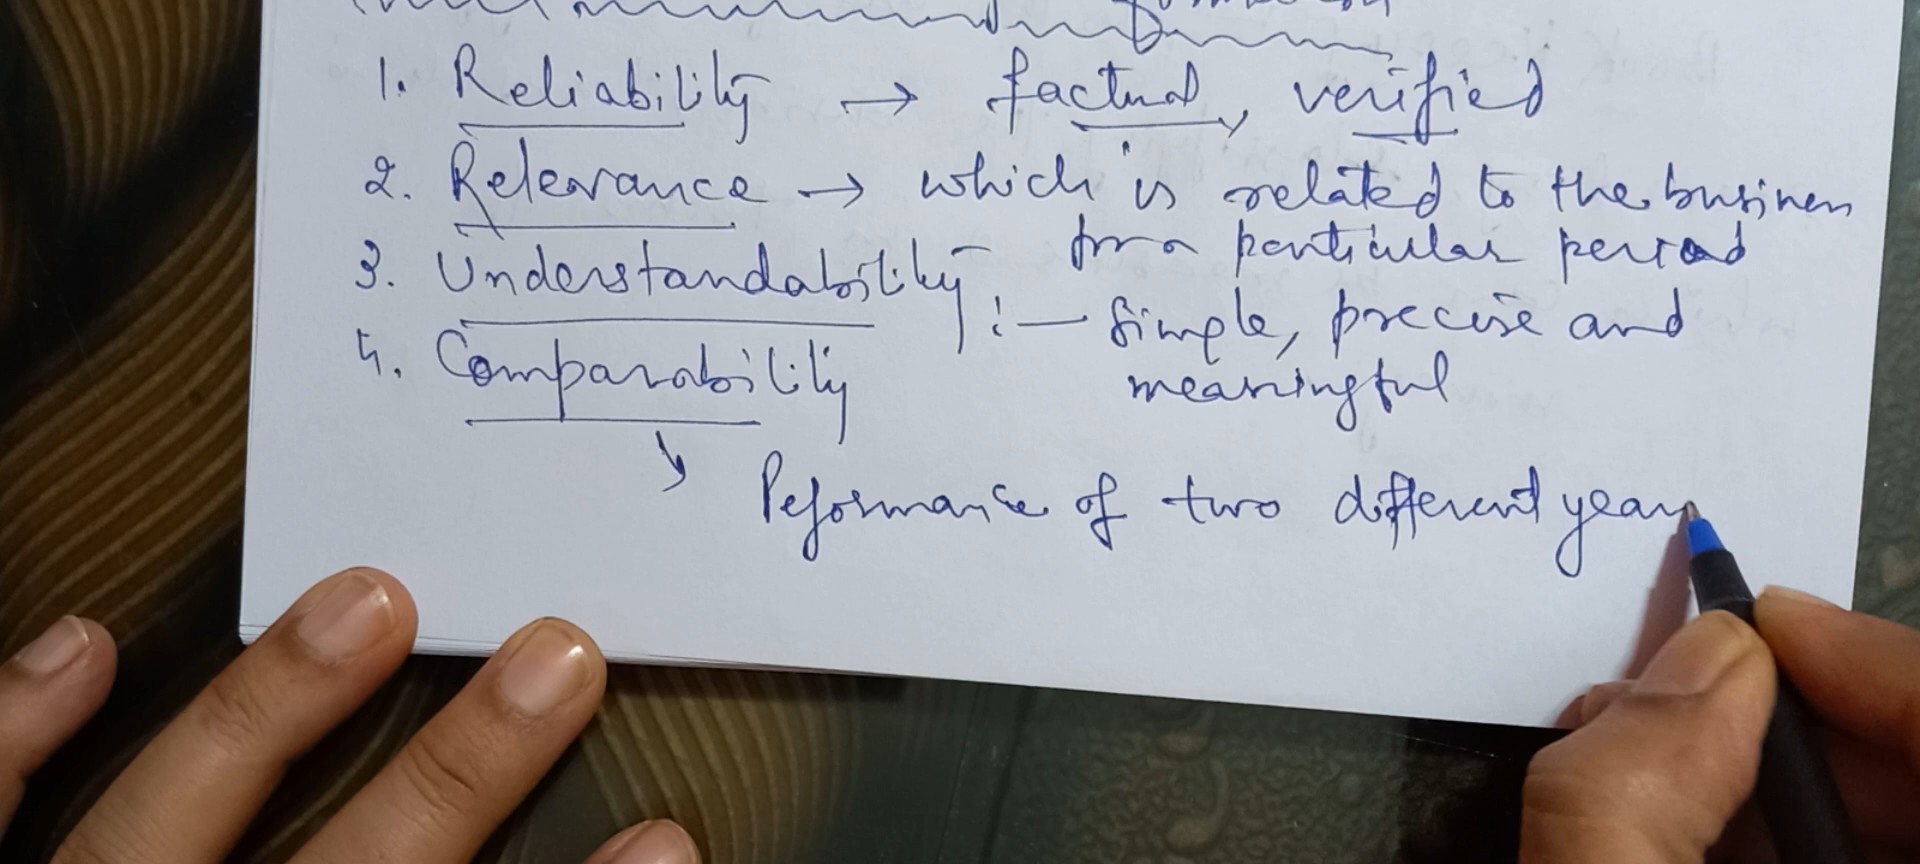 1. Reliability → factual, verified
2. Relevance → which is related to the business
for a particular period
3. Understandability :— Simple, precise and
meaningful
4. Comparability
↘ Peformance of two different years